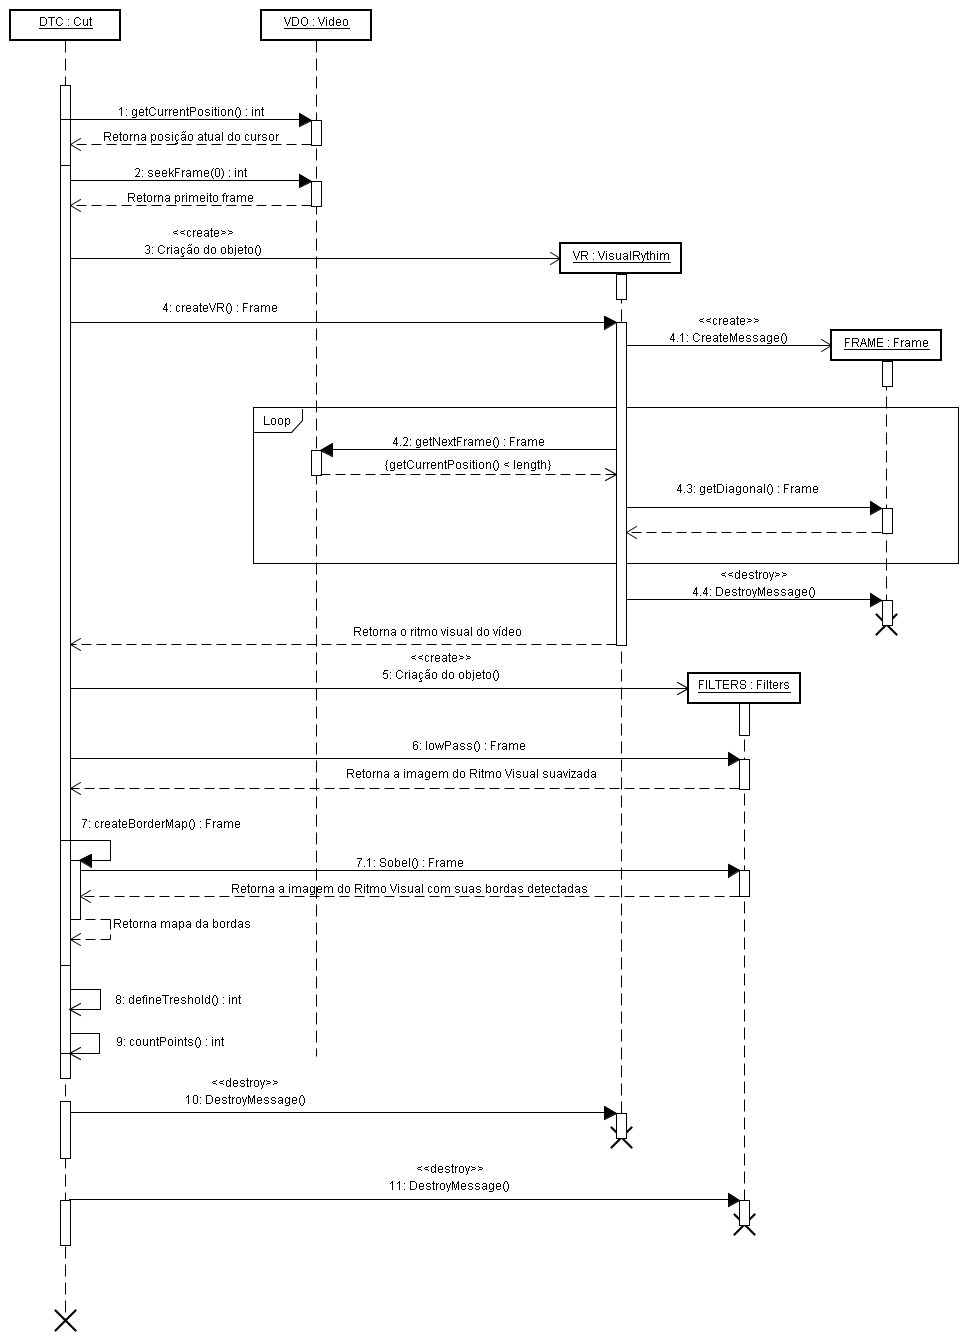 DTC : Cut
VDO : Video
1: getCurrentPosition() : int
Retorna posição atual do cursor
2: seekFrame(0) : int
Retorna primeito frame
<<create>>
3: Criação do objeto()
VR : VisualRythim
4: createVR() : Frame
<<create>>
4.1: CreateMessage()
FRAME : Frame
Loop
4.2: getNextFrame() : Frame
{getCurrentPosition() < length}
4.3: getDiagonal() : Frame
<<destroy>>
4.4: DestroyMessage()
Retorna o ritmo visual do vídeo
<<create>>
5: Criação do objeto()
FILTERS : Filters
6: lowPass() : Frame
Retorna a imagem do Ritmo Visual suavizada
7: createBorderMap() : Frame
7.1: Sobel() : Frame
Retorna a imagem do Ritmo Visual com suas bordas detectadas
Retorna mapa da bordas
8: defineTreshold() : int
9: countPoints() : int
<<destroy>>
10: DestroyMessage()
<<destroy>>
11: DestroyMessage()